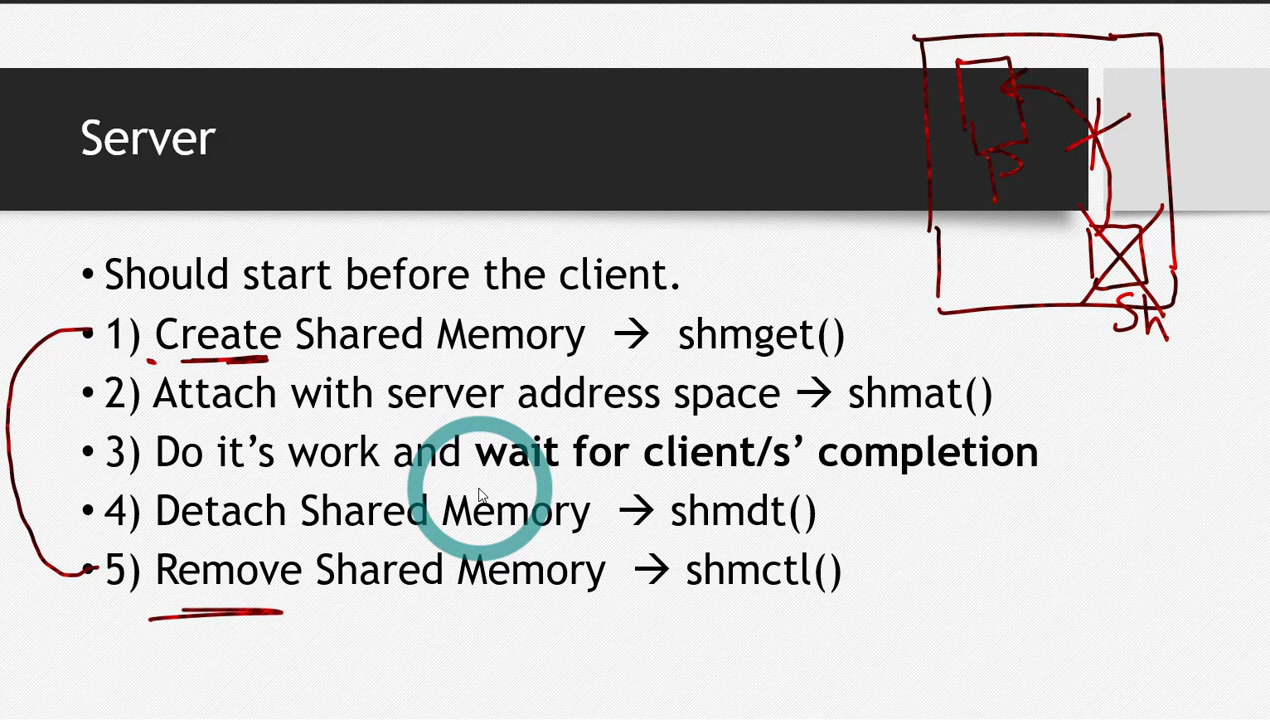 Server
P
Sh
• Should start before the client.
• 1) Create Shared Memory → shmget()
• 2) Attach with server address space → shmat()
• 3) Do it’s work and wait for client/s’ completion
• 4) Detach Shared Memory → shmdt()
• 5) Remove Shared Memory → shmctl()